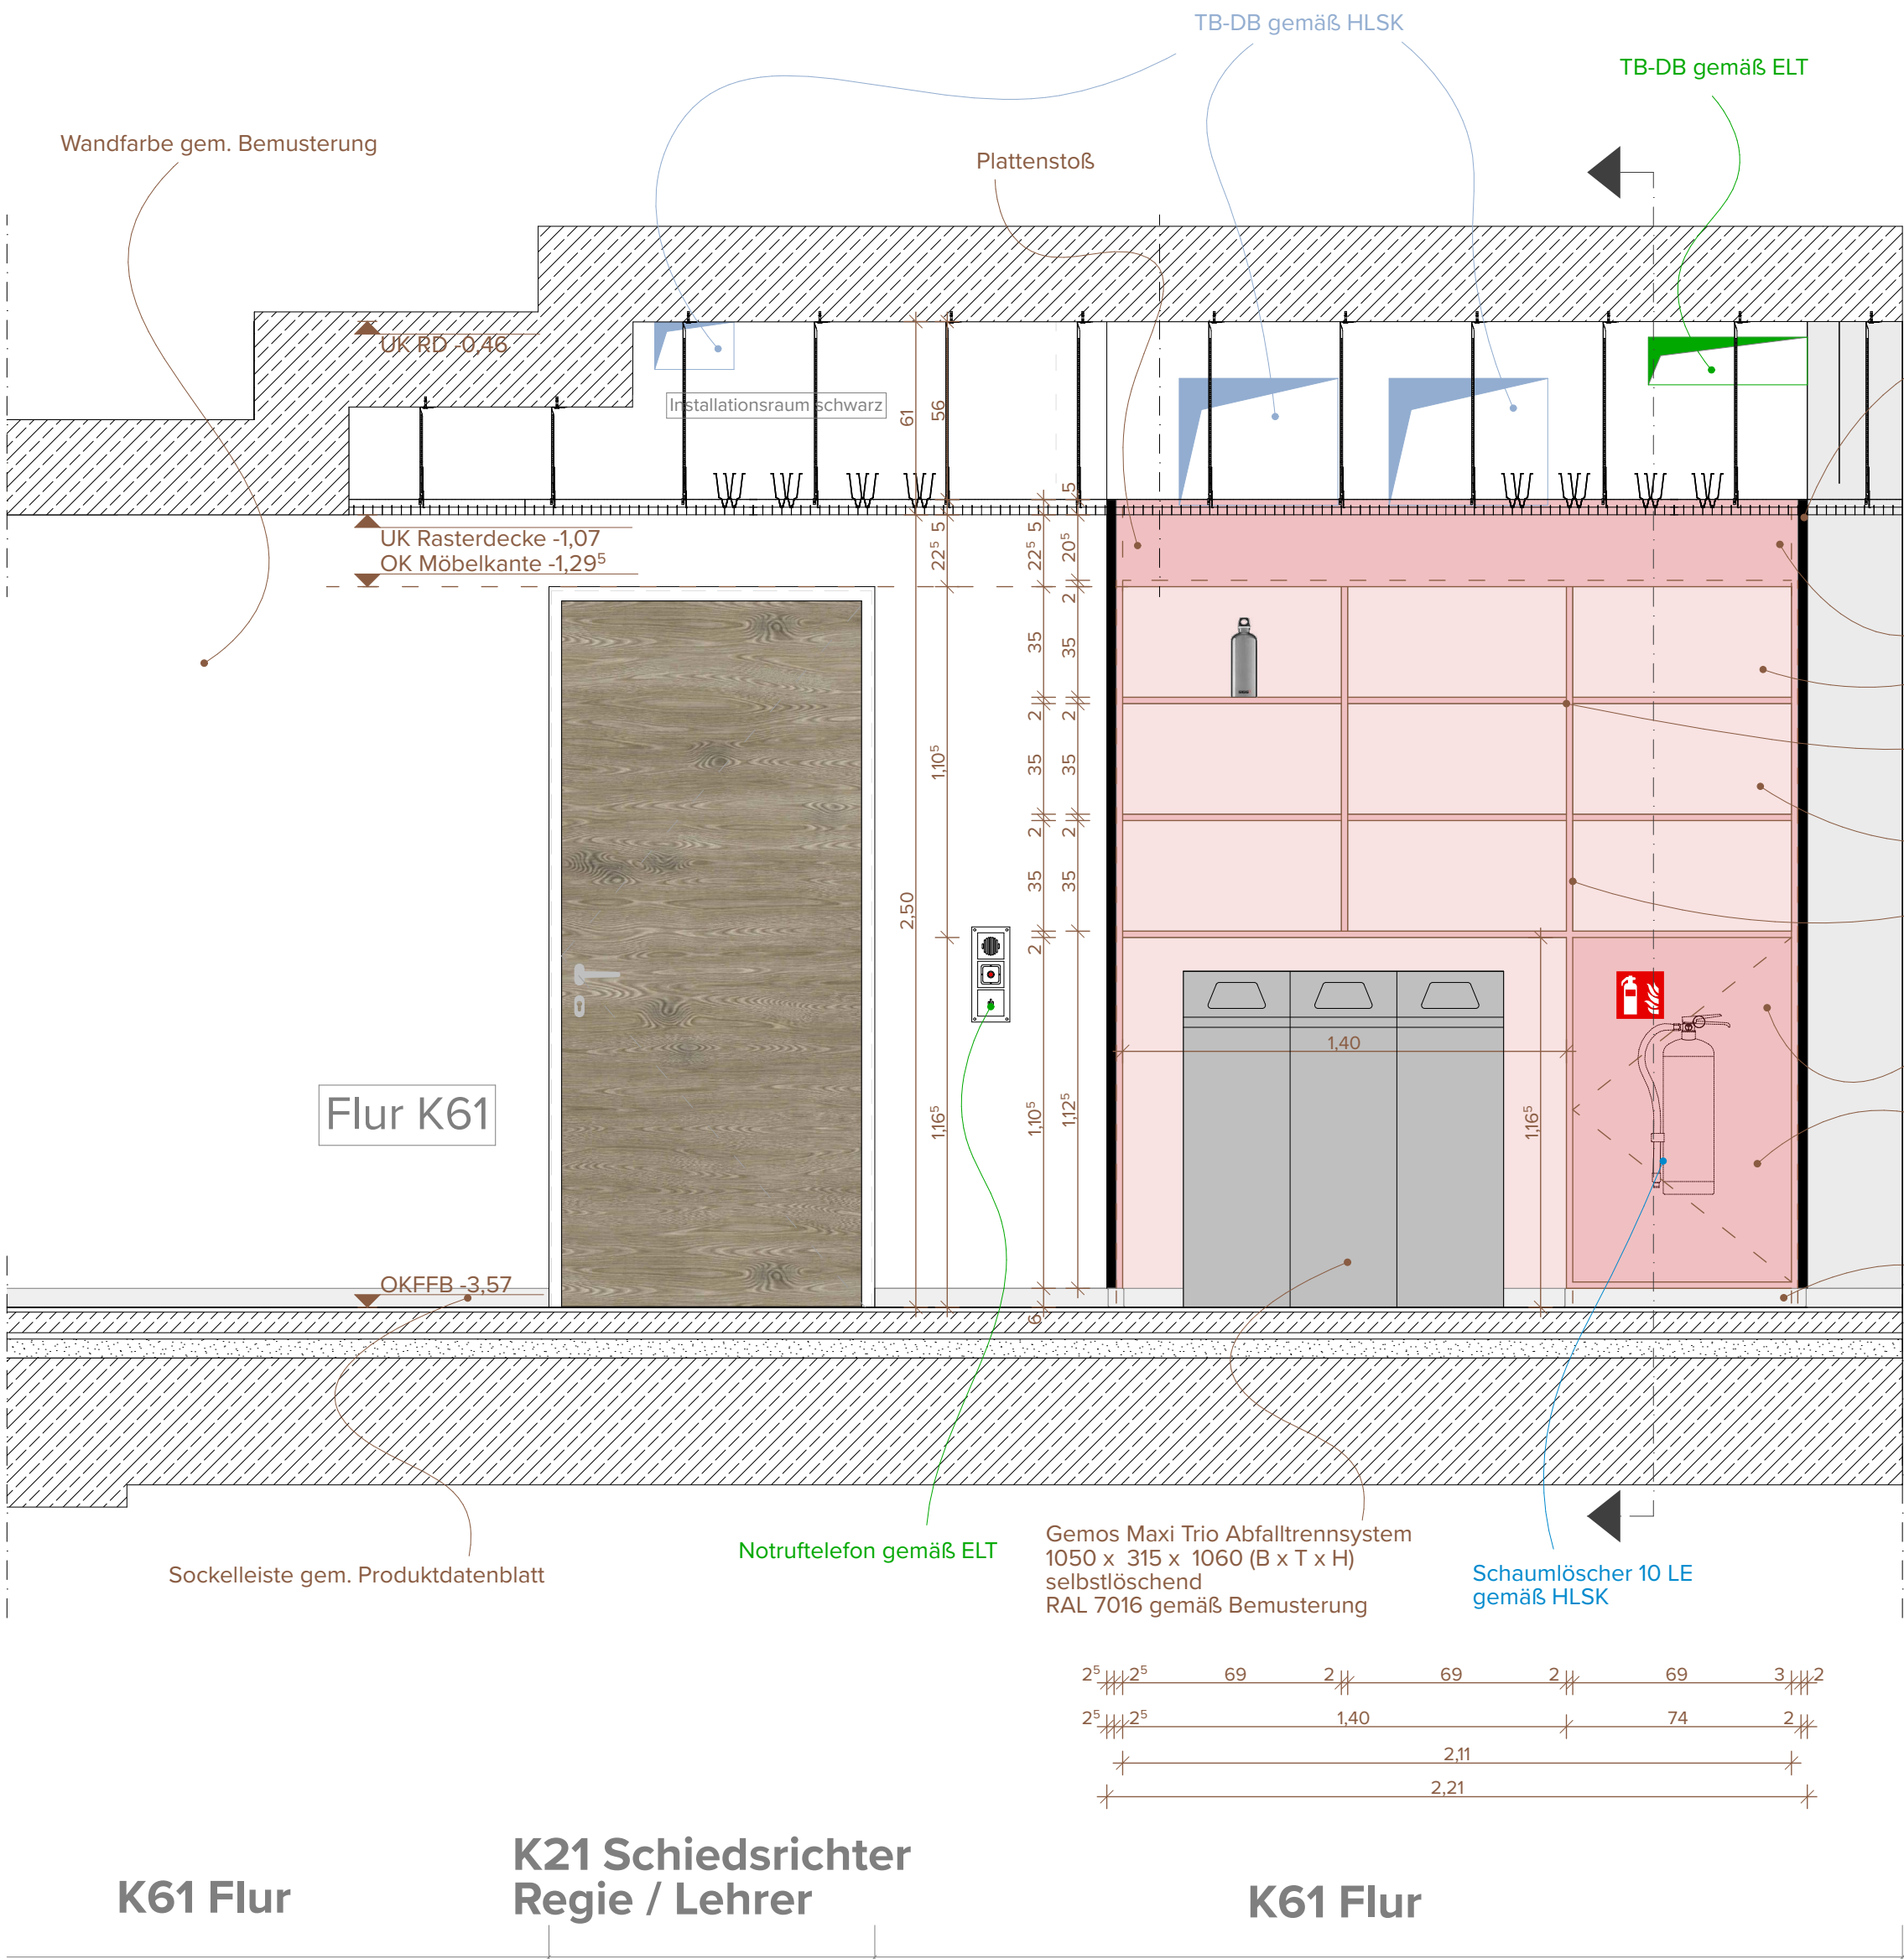 TB-DB gemäß HLSK
TB-DB gemäß ELT
Wandfarbe gem. Bemusterung
Plattenstoß
UK RD -0,46
Installationsraum schwarz
61
56
5
UK Rasterdecke -1,07
OK Möbelkante -1,29⁵
5
22⁵
5
22⁵
20⁵
2
35
35
2
2
1,10⁵
35
35
2
2
35
35
2,50
2
1,40
Flur K61
1,16⁵
1,10⁵
1,12⁵
1,16⁵
OKFFB -3,57
6
Sockelleiste gem. Produktdatenblatt
Notruftelefon gemäß ELT
Gemos Maxi Trio Abfalltrennsystem
1050 x 315 x 1060 (B x T x H)
selbstlöschend
RAL 7016 gemäß Bemusterung
Schaumlöscher 10 LE
gemäß HLSK
2⁵ 2⁵ 69 2 69 2 69 3 2
2⁵ 2⁵ 1,40 74 2
2,11
2,21
K61 Flur
K21 Schiedsrichter
Regie / Lehrer
K61 Flur